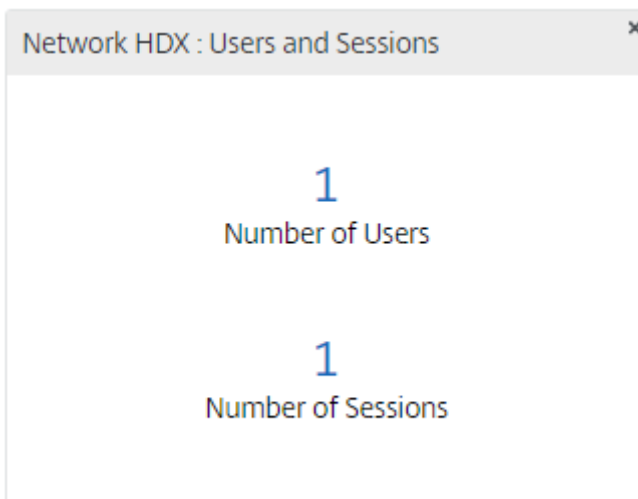 Network HDX : Users and Sessions
1
Number of Users
1
Number of Sessions